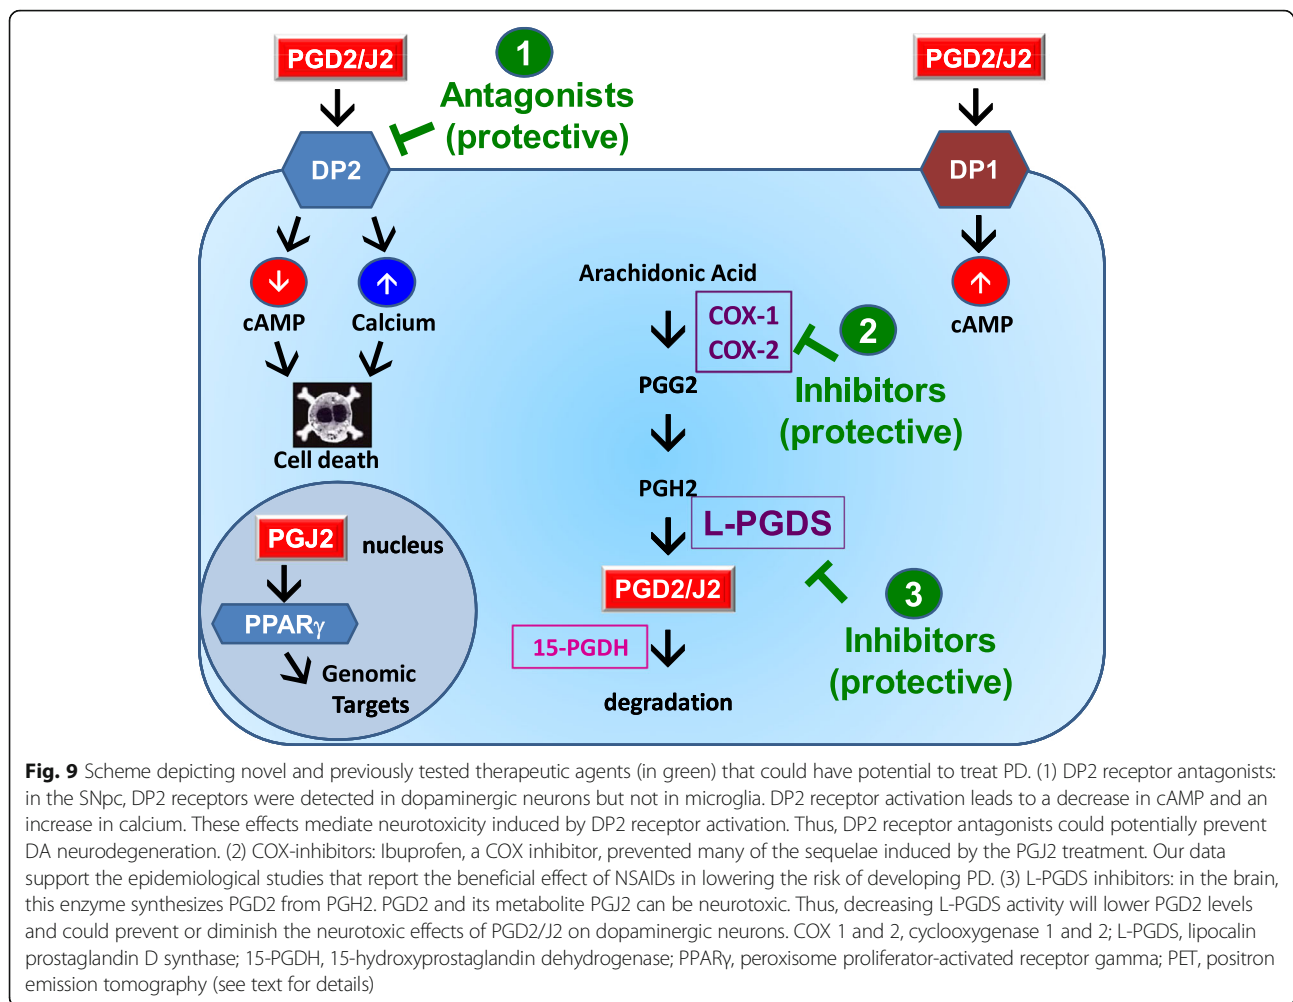 PGD2/J2
1
Antagonists
(protective)
DP2
cAMP
Calcium
Cell death
PGJ2
nucleus
PPARγ
Genomic
Targets
Arachidonic Acid
COX-1
COX-2
2
Inhibitors
(protective)
PGG2
PGH2
L-PGDS
PGD2/J2
3
Inhibitors
(protective)
15-PGDH
degradation
PGD2/J2
DP1
cAMP
Fig. 9 Scheme depicting novel and previously tested therapeutic agents (in green) that could have potential to treat PD. (1) DP2 receptor antagonists:
in the SNpc, DP2 receptors were detected in dopaminergic neurons but not in microglia. DP2 receptor activation leads to a decrease in cAMP and an
increase in calcium. These effects mediate neurotoxicity induced by DP2 receptor activation. Thus, DP2 receptor antagonists could potentially prevent
DA neurodegeneration. (2) COX-inhibitors: Ibuprofen, a COX inhibitor, prevented many of the sequelae induced by the PGJ2 treatment. Our data
support the epidemiological studies that report the beneficial effect of NSAIDs in lowering the risk of developing PD. (3) L-PGDS inhibitors: in the brain,
this enzyme synthesizes PGD2 from PGH2. PGD2 and its metabolite PGJ2 can be neurotoxic. Thus, decreasing L-PGDS activity will lower PGD2 levels
and could prevent or diminish the neurotoxic effects of PGD2/J2 on dopaminergic neurons. COX 1 and 2, cyclooxygenase 1 and 2; L-PGDS, lipocalin
prostaglandin D synthase; 15-PGDH, 15-hydroxyprostaglandin dehydrogenase; PPARγ, peroxisome proliferator-activated receptor gamma; PET, positron
emission tomography (see text for details)